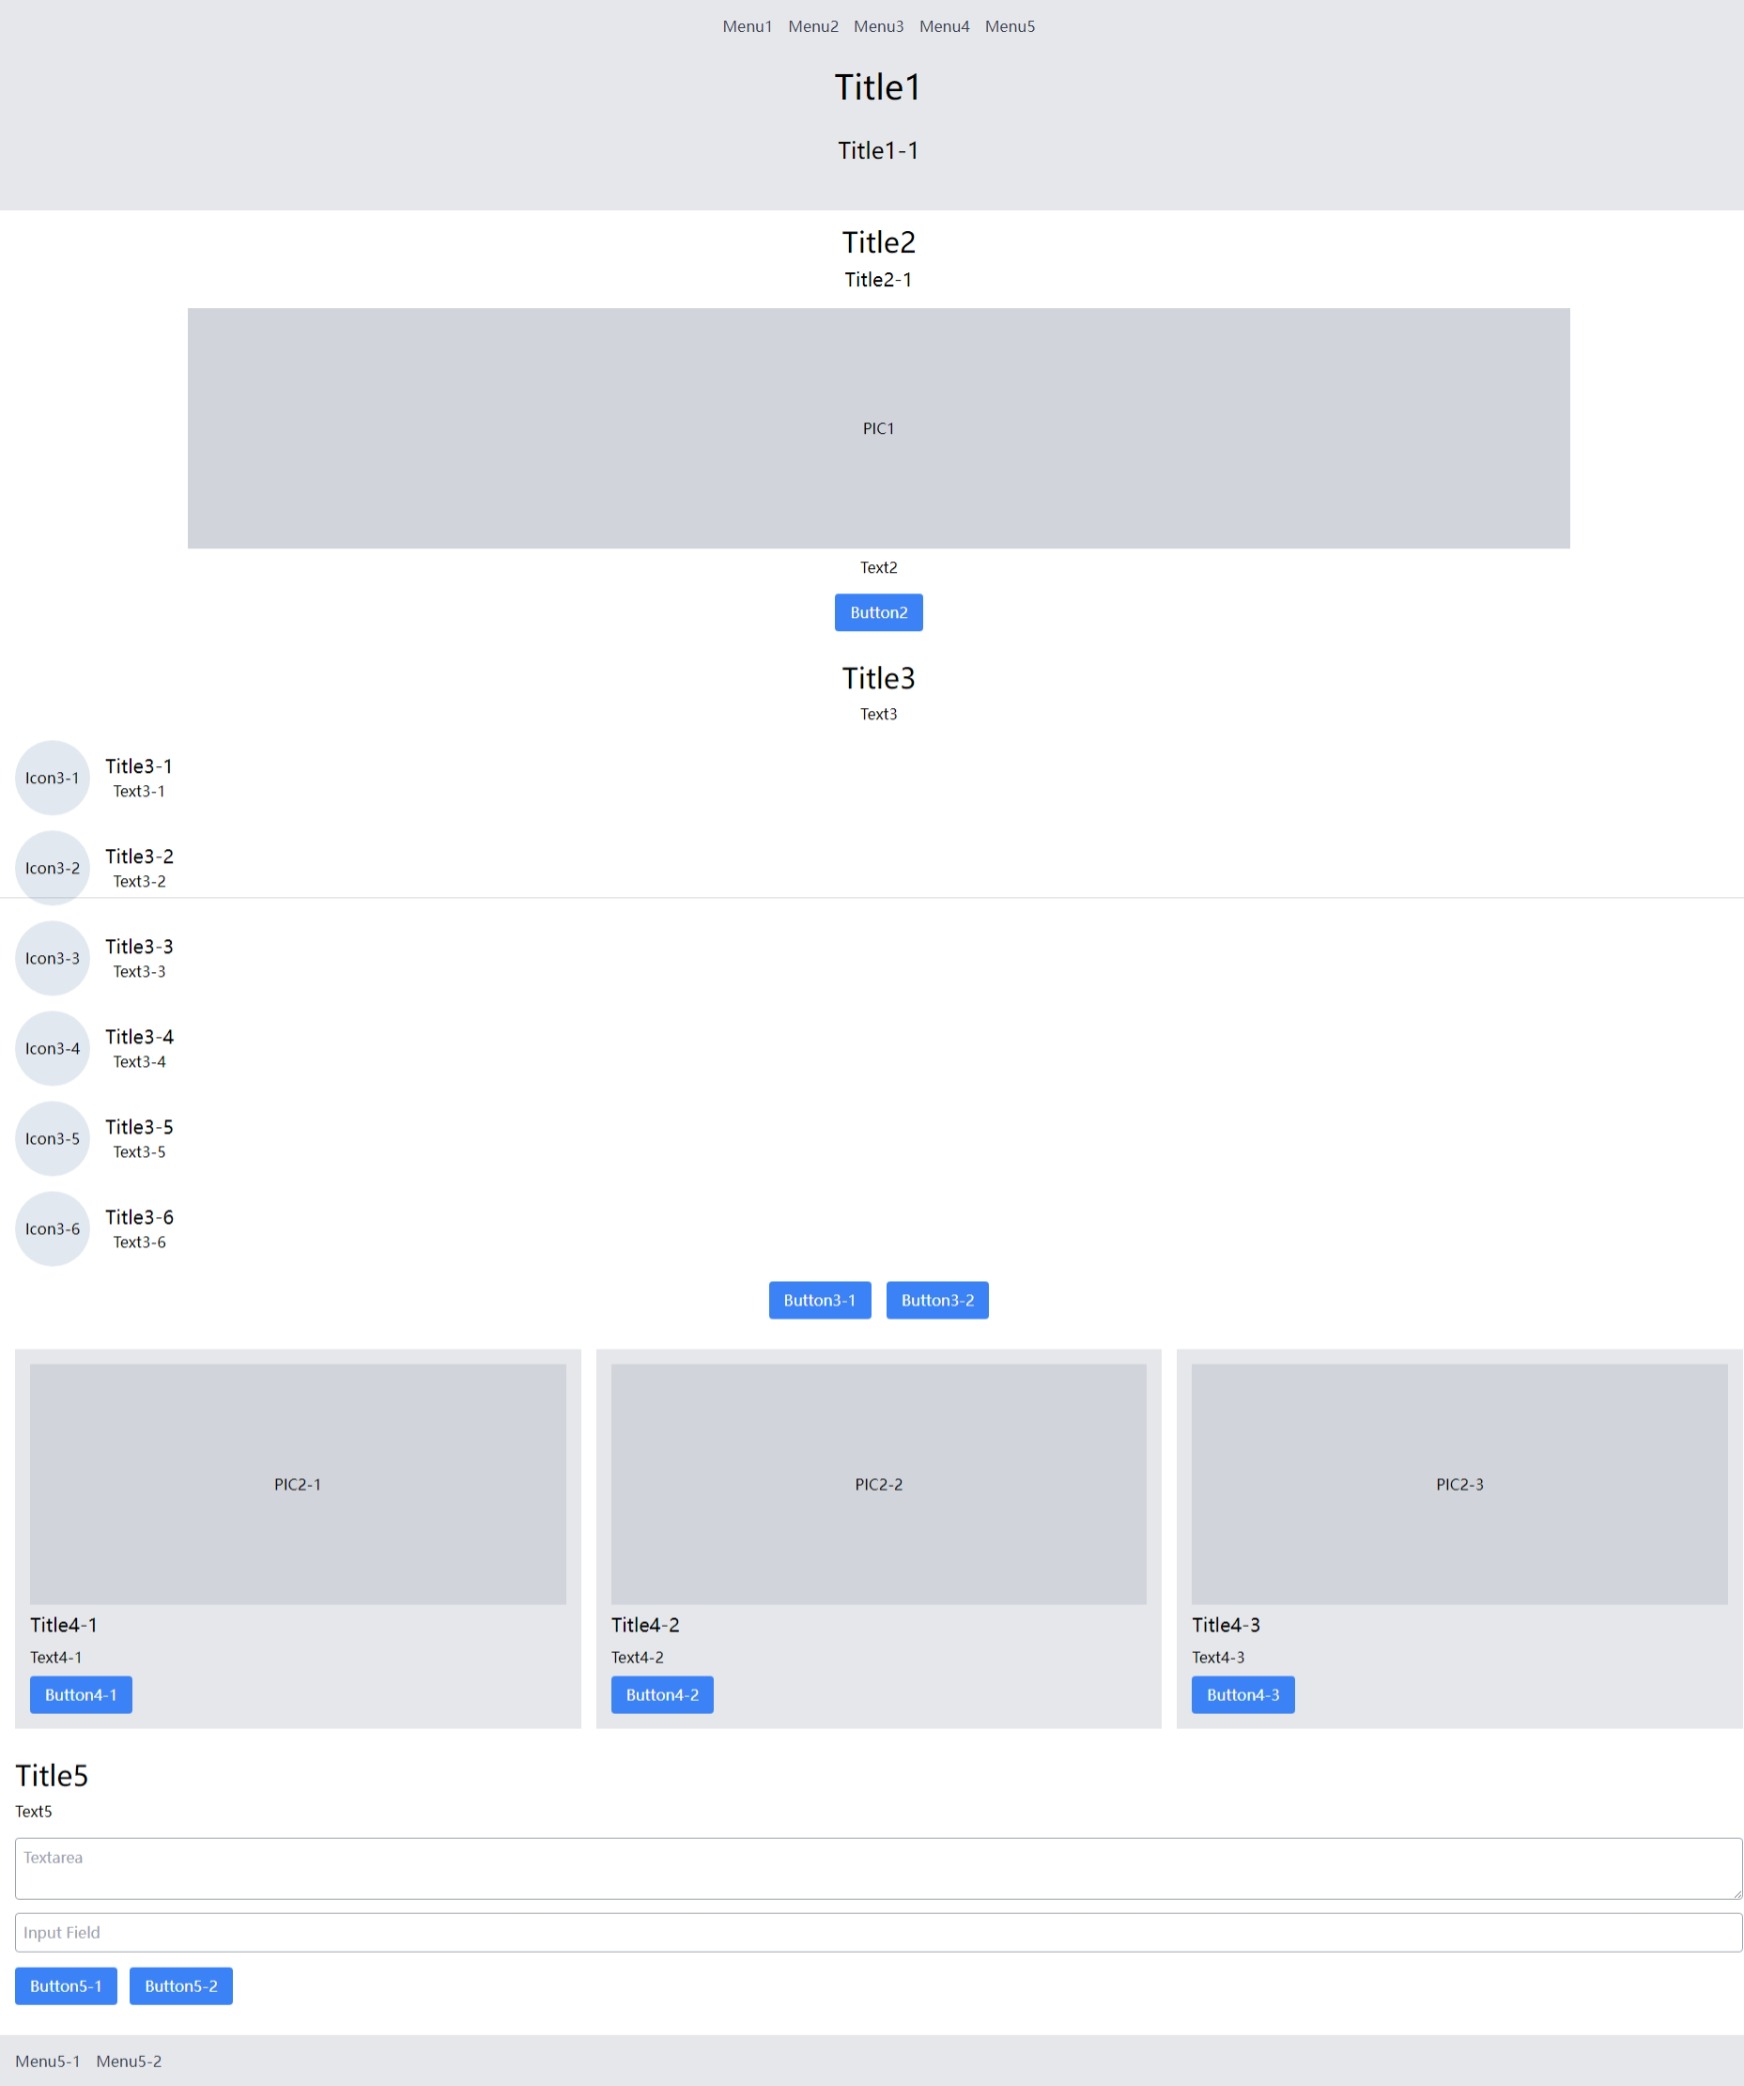 Menu1 Menu2 Menu3 Menu4 Menu5
Title1
Title1-1
Title2
Title2-1
PIC1
Text2
Button2
Title3
Text3
Icon3-1
Title3-1
Text3-1
Icon3-2
Title3-2
Text3-2
Icon3-3
Title3-3
Text3-3
Icon3-4
Title3-4
Text3-4
Icon3-5
Title3-5
Text3-5
Icon3-6
Title3-6
Text3-6
Button3-1 Button3-2
PIC2-1
Title4-1
Text4-1
Button4-1
PIC2-2
Title4-2
Text4-2
Button4-2
PIC2-3
Title4-3
Text4-3
Button4-3
Title5
Text5
Textarea
Input Field
Button5-1 Button5-2
Menu5-1 Menu5-2